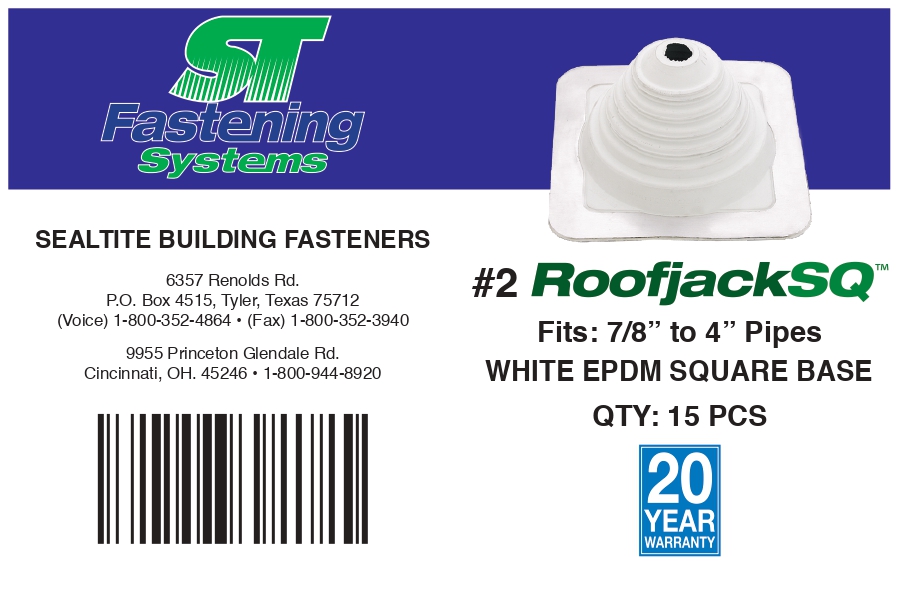 ST
Fastening
Systems
SEALTITE BUILDING FASTENERS
6357 Renolds Rd.
P.O. Box 4515, Tyler, Texas 75712
(Voice) 1-800-352-4864 • (Fax) 1-800-352-3940
9955 Princeton Glendale Rd.
Cincinnati, OH. 45246 • 1-800-944-8920
#2 RoofjackSQ™
Fits: 7/8” to 4” Pipes
WHITE EPDM SQUARE BASE
QTY: 15 PCS
20
YEAR
WARRANTY